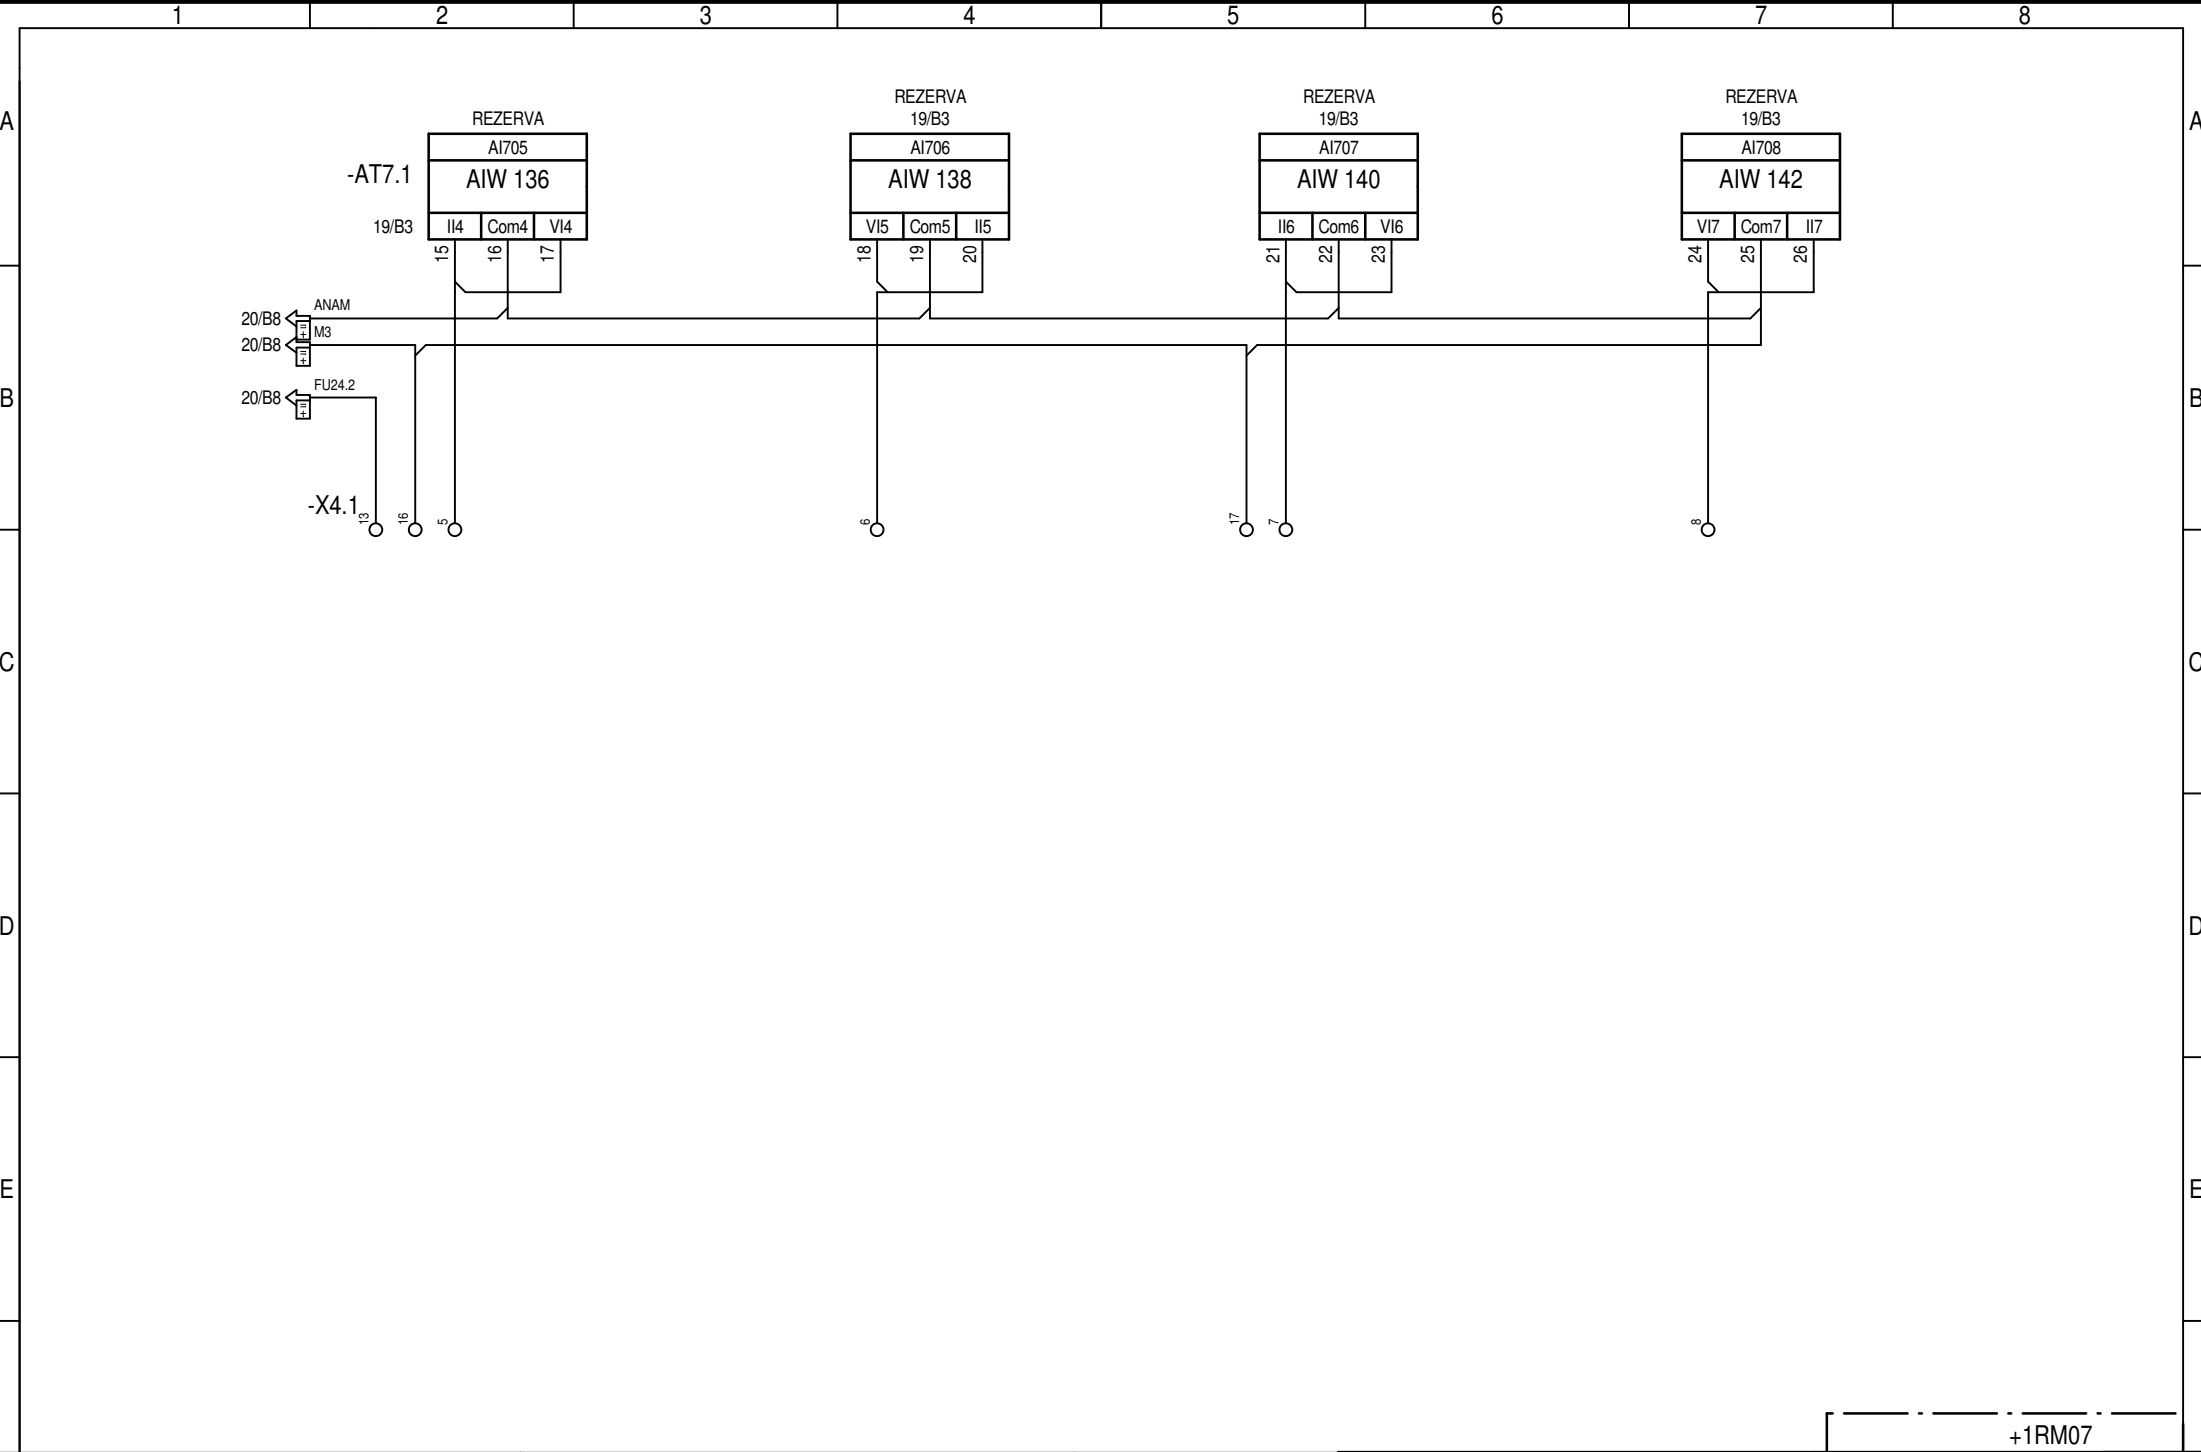 1 2 3 4 5 6 7 8
REZERVA REZERVA REZERVA
A REZERVA 19/B3 19/B3 19/B3 A
AI705 AI706 AI707 AI708
-AT7.1 AIW 136 AIW 138 AIW 140 AIW 142
19/B3 II4 Com4 VI4 VI5 Com5 II5 II6 Com6 VI6 VI7 Com7 II7
15 16 17 18 19 20 21 22 23 24 25 26
ANAM
20/B8 = +
M3
20/B8 = +
FU24.2
B 20/B8 = + B
-X4.1 13 16 5 6 17 7 8
C C
D D
E E
+1RM07